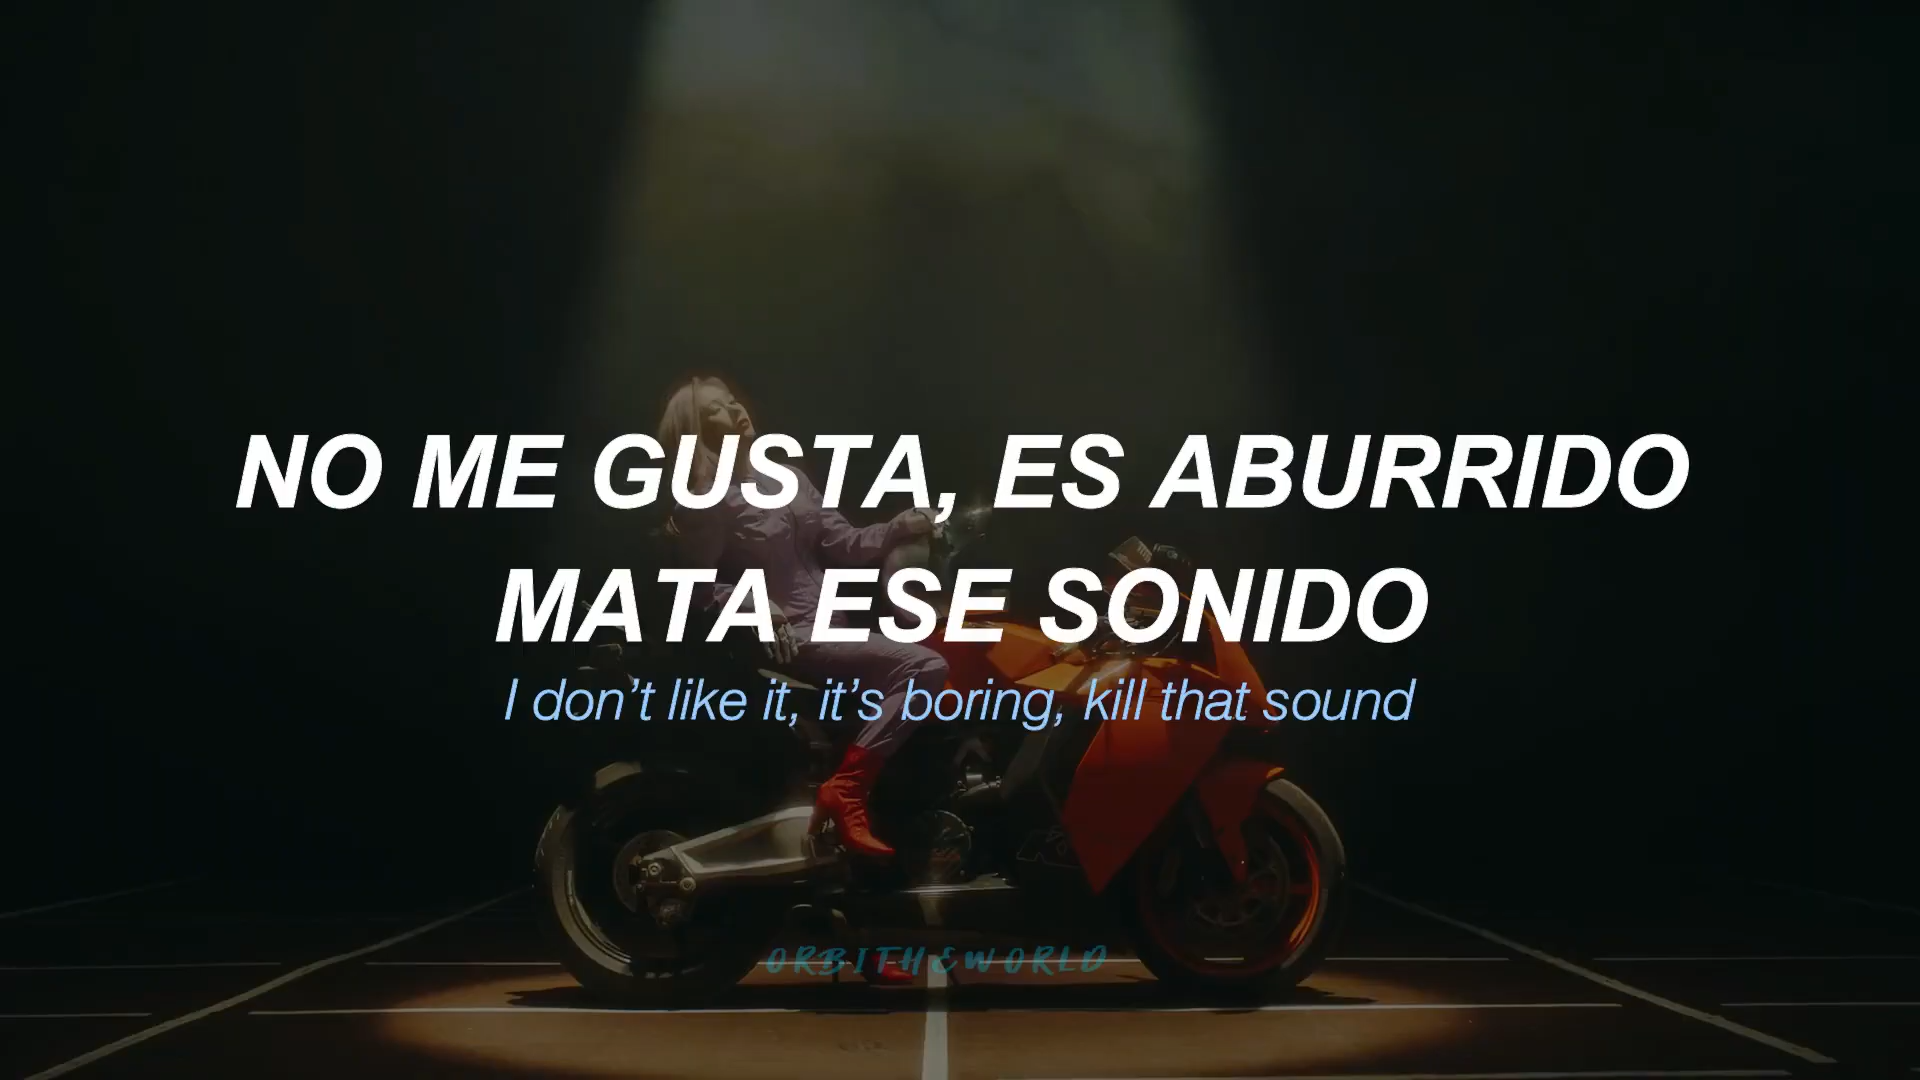 NO ME GUSTA, ES ABURRIDO
MATA ESE SONIDO
I don’t like it, it’s boring, kill that sound
ORBITHEWORLD